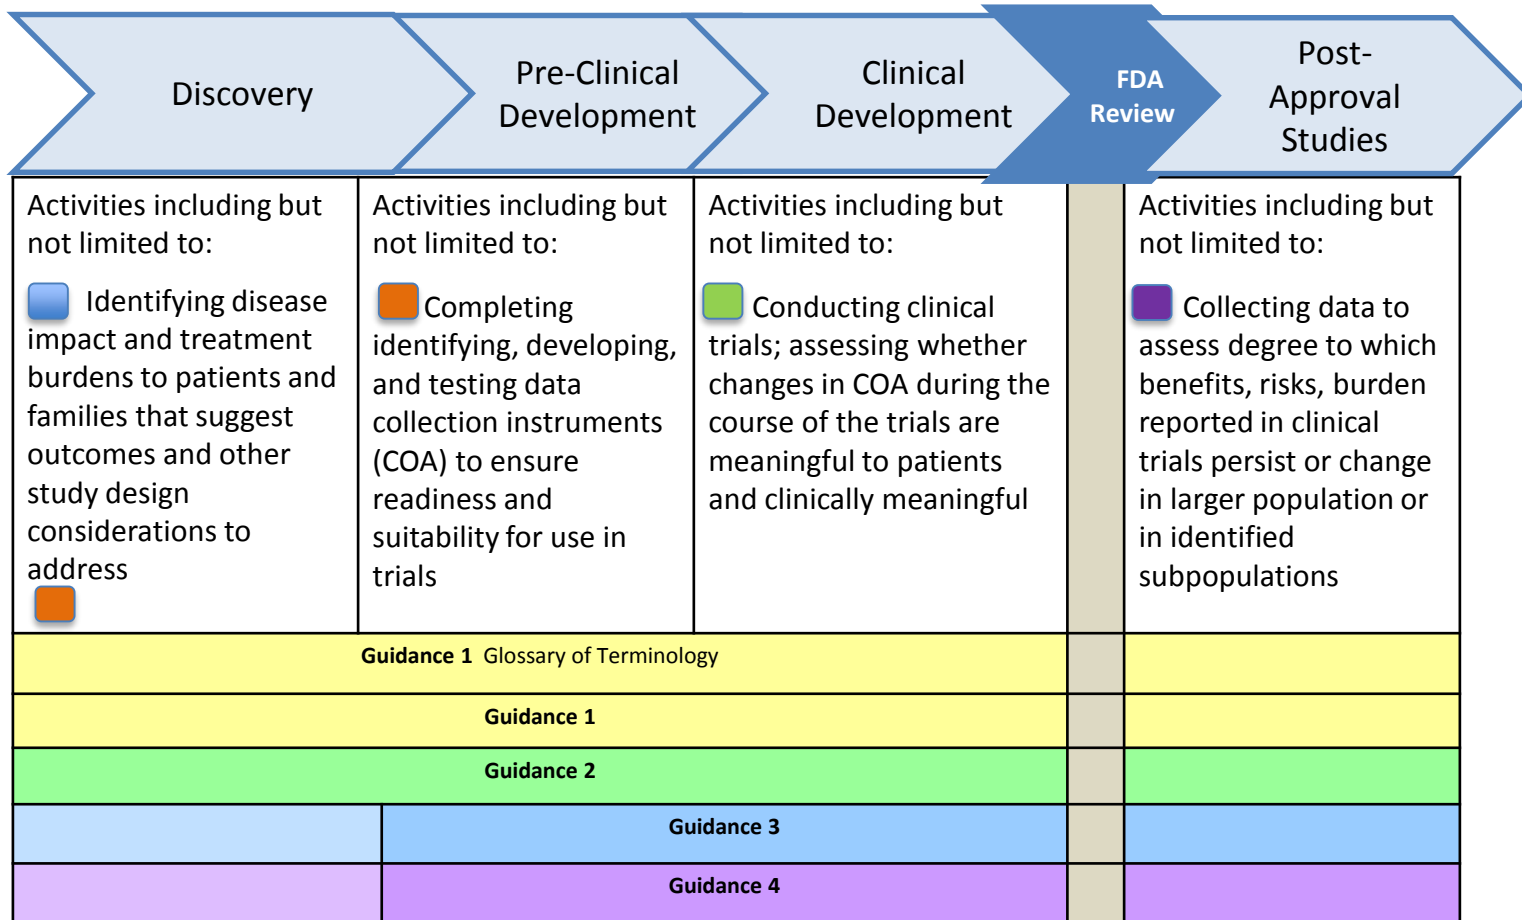 Discovery
Pre-Clinical
Development
Clinical
Development
FDA
Review
Post-
Approval
Studies
Activities including but
not limited to:
Identifying disease
impact and treatment
burdens to patients and
families that suggest
outcomes and other
study design
considerations to
address
Activities including but
not limited to:
Completing
identifying, developing,
and testing data
collection instruments
(COA) to ensure
readiness and
suitability for use in
trials
Activities including but
not limited to:
Conducting clinical
trials; assessing whether
changes in COA during the
course of the trials are
meaningful to patients
and clinically meaningful
Activities including but
not limited to:
Collecting data to
assess degree to which
benefits, risks, burden
reported in clinical
trials persist or change
in larger population or
in identified
subpopulations
Guidance 1 Glossary of Terminology
Guidance 1
Guidance 2
Guidance 3
Guidance 4